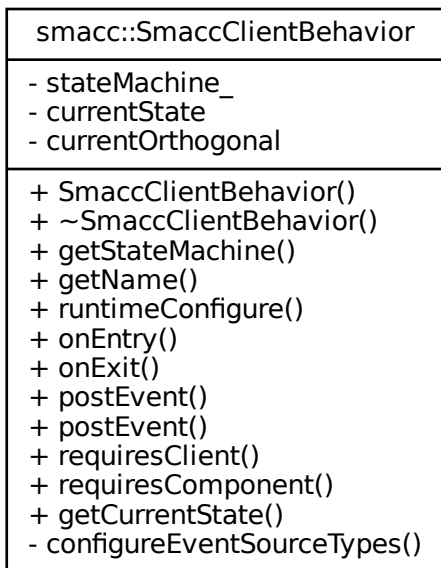 smacc::SmaccClientBehavior
- stateMachine_
- currentState
- currentOrthogonal
+ SmaccClientBehavior()
+ ~SmaccClientBehavior()
+ getStateMachine()
+ getName()
+ runtimeConfigure()
+ onEntry()
+ onExit()
+ postEvent()
+ postEvent()
+ requiresClient()
+ requiresComponent()
+ getCurrentState()
- configureEventSourceTypes()